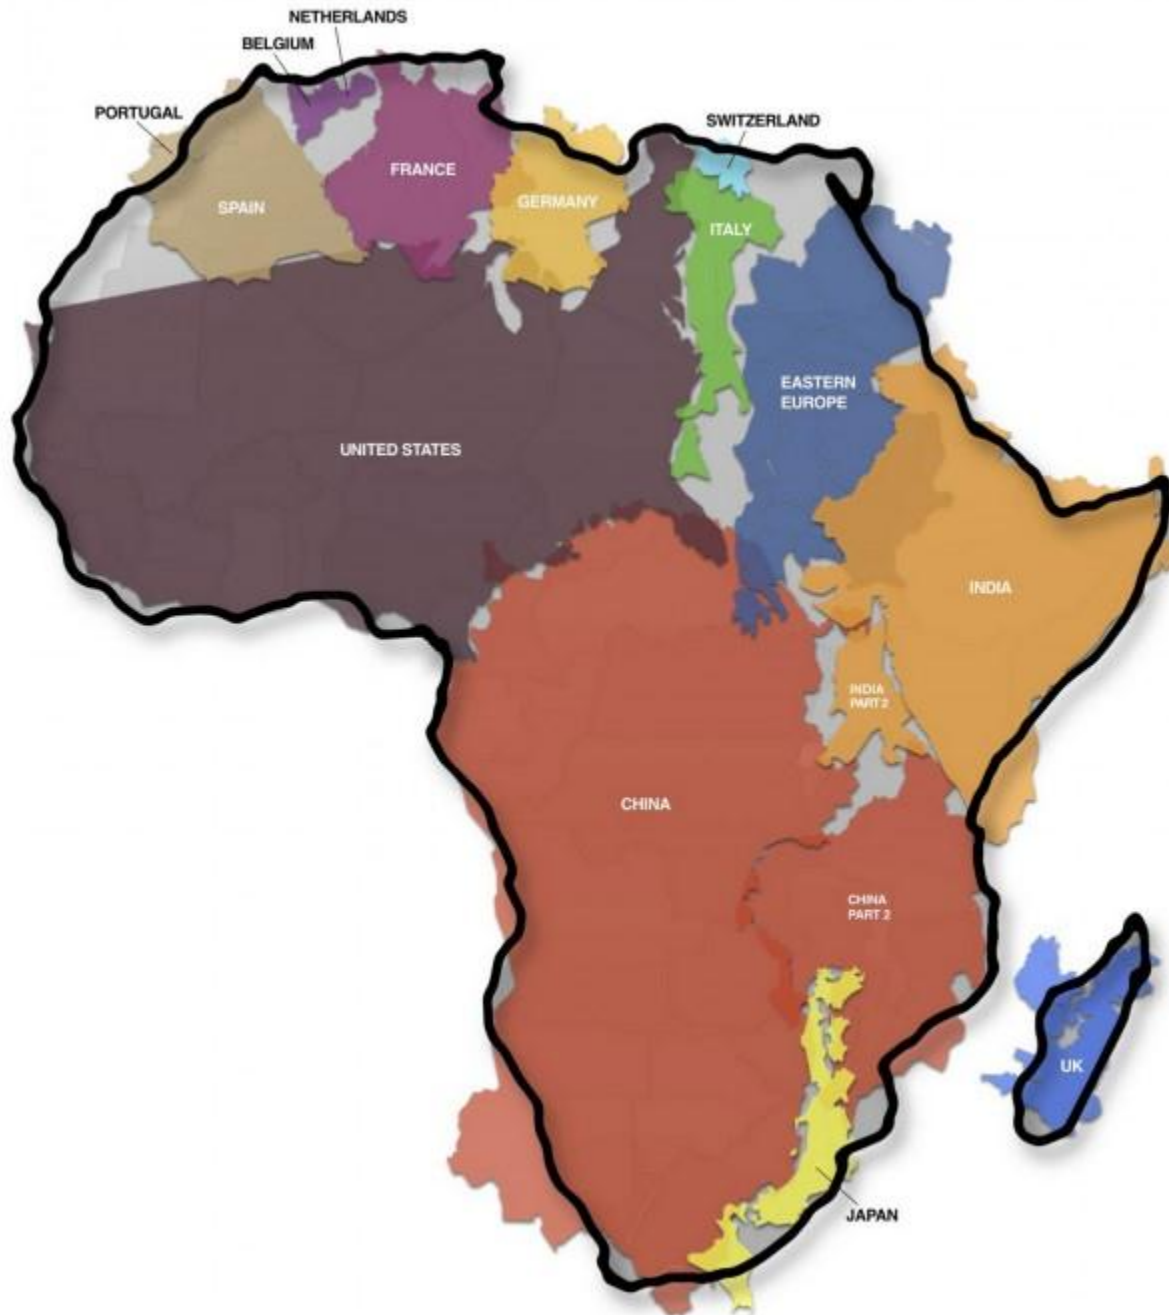 NETHERLANDS
BELGIUM
PORTUGAL
SWITZERLAND
FRANCE
GERMANY
SPAIN
ITALY
EASTERN
EUROPE
UNITED STATES
INDIA
INDIA
PART 2
CHINA
CHINA
PART 2
UK
JAPAN